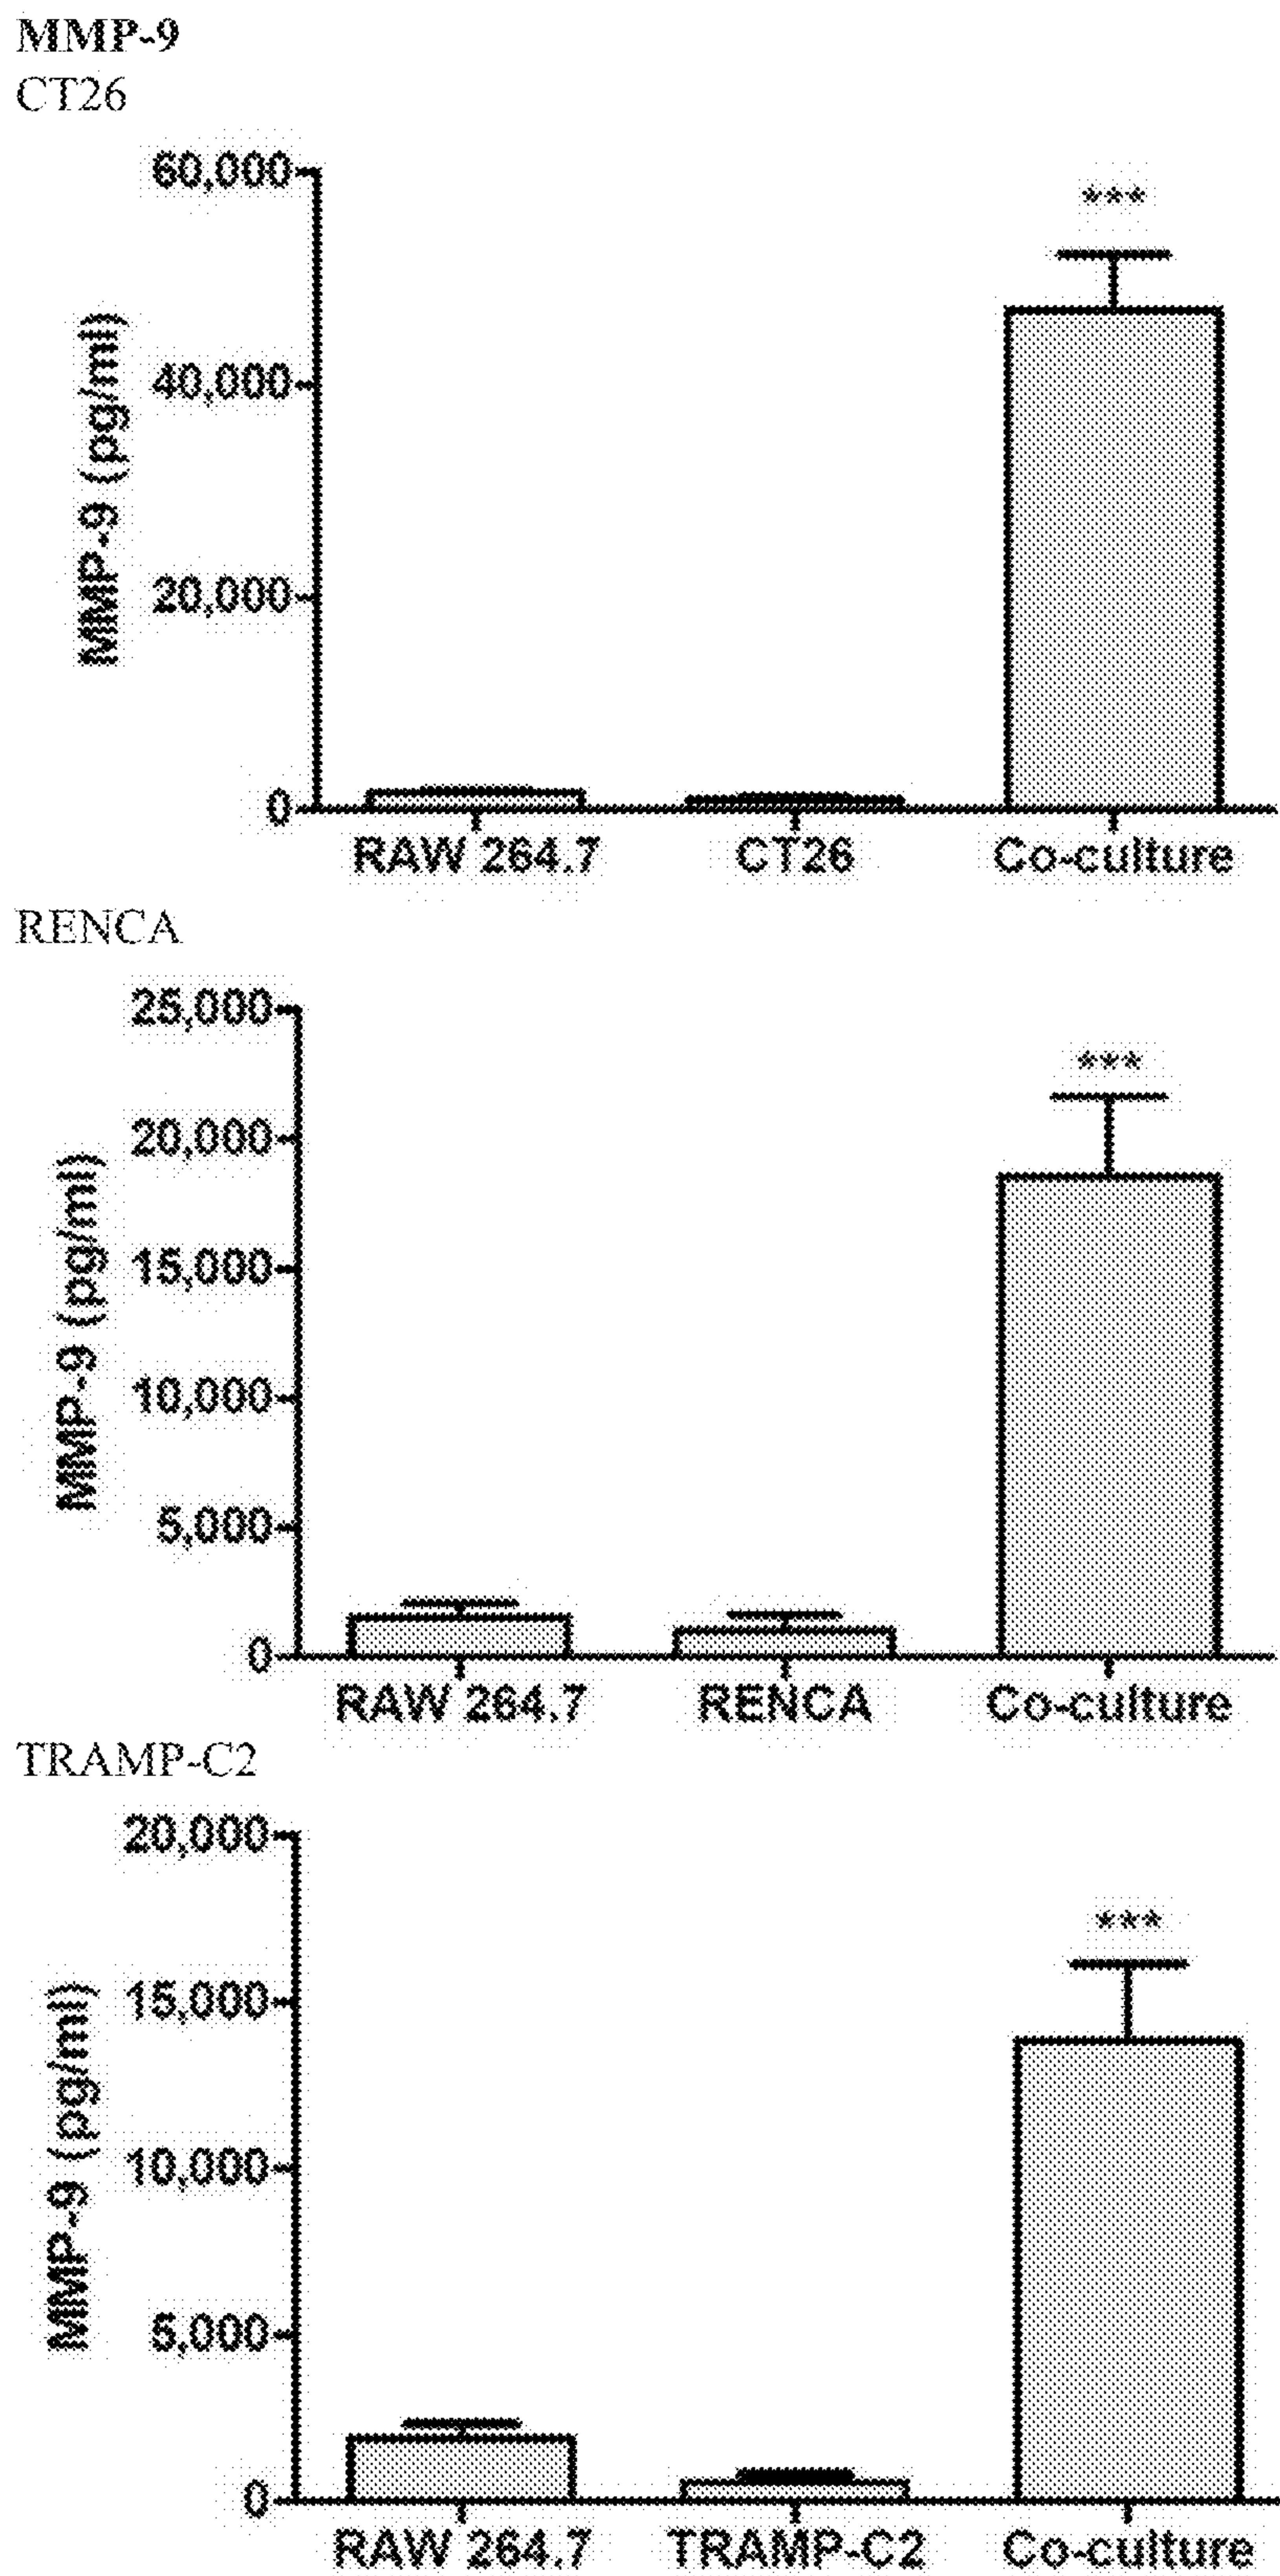 MMP-9
CT26
60,000
***
40,000
MMP-9 (pg/ml)
20,000
0
RAW 264.7 CT26 Co-culture
RENCA
25,000
***
20,000
MMP-9 (pg/ml)
15,000
10,000
5,000
0
RAW 264.7 RENCA Co-culture
TRAMP-C2
20,000
***
15,000
MMP-9 (pg/ml)
10,000
5,000
0
RAW 264.7 TRAMP-C2 Co-culture